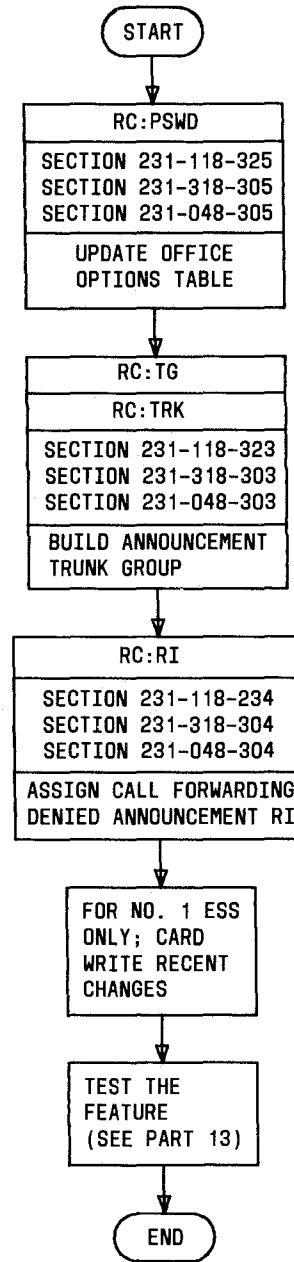 START
RC:PSWD
SECTION 231-118-325
SECTION 231-318-305
SECTION 231-048-305
UPDATE OFFICE
OPTIONS TABLE
RC:TG
RC:TRK
SECTION 231-118-323
SECTION 231-318-303
SECTION 231-048-303
BUILD ANNOUNCEMENT
TRUNK GROUP
RC:RI
SECTION 231-118-234
SECTION 231-318-304
SECTION 231-048-304
ASSIGN CALL FORWARDING
DENIED ANNOUNCEMENT RI
FOR NO. 1 ESS
ONLY; CARD
WRITE RECENT
CHANGES
TEST THE
FEATURE
(SEE PART 13)
END